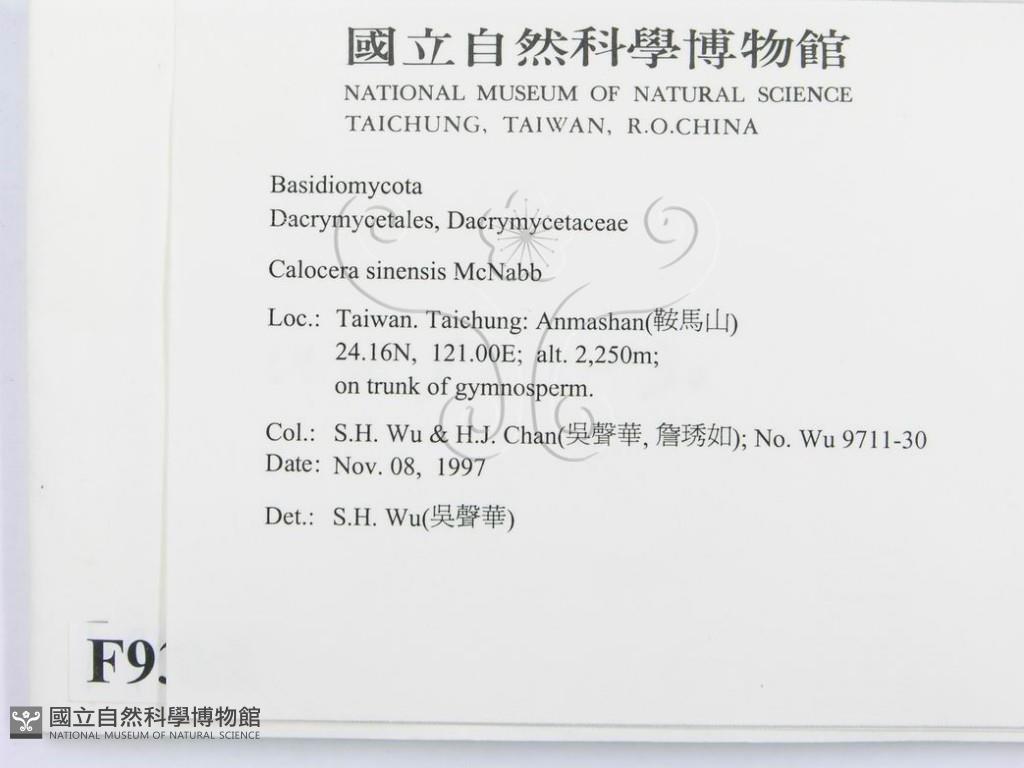 國立自然科學博物館
NATIONAL MUSEUM OF NATURAL SCIENCE
TAICHUNG, TAIWAN, R.O.CHINA
Basidiomycota
Dacrymycetales, Dacrymycetaceae
Calocera sinensis McNabb
Loc.: Taiwan. Taichung: Anmashan(鞍馬山)
24.16N, 121.00E; alt. 2,250m;
on trunk of gymnosperm.
Col.: S.H. Wu & H.J. Chan(吳聲華, 詹琇如); No. Wu 9711-30
Date: Nov. 08, 1997
Det.: S.H. Wu(吳聲華)
國立自然科學博物館
NATIONAL MUSEUM OF NATURAL SCIENCE